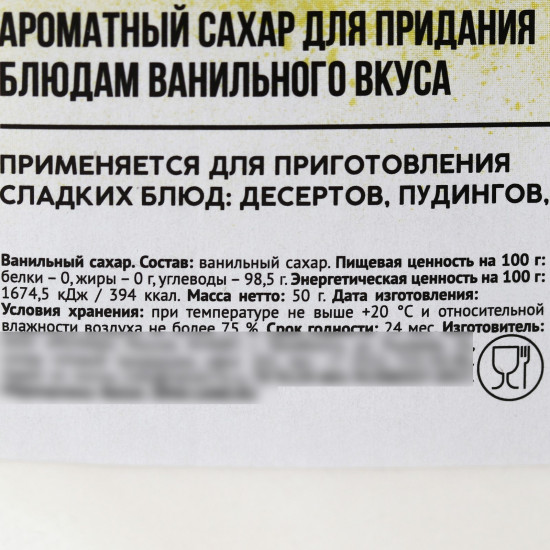 АРОМАТНЫЙ САХАР ДЛЯ ПРИДАНИЯ
БЛЮДАМ ВАНИЛЬНОГО ВКУСА
ПРИМЕНЯЕТСЯ ДЛЯ ПРИГОТОВЛЕНИЯ
СЛАДКИХ БЛЮД: ДЕСЕРТОВ, ПУДИНГОВ,
Ванильный сахар. Состав: ванильный сахар. Пищевая ценность на 100 г:
белки – 0, жиры – 0 г, углеводы – 98,5 г. Энергетическая ценность на 100 г:
1674,5 кДж / 394 ккал. Масса нетто: 50 г. Дата изготовления:
Условия хранения: при температуре не выше +20 °С и относительной
влажности воздуха не более 75 %. Срок годности: 24 мес. Изготовитель: